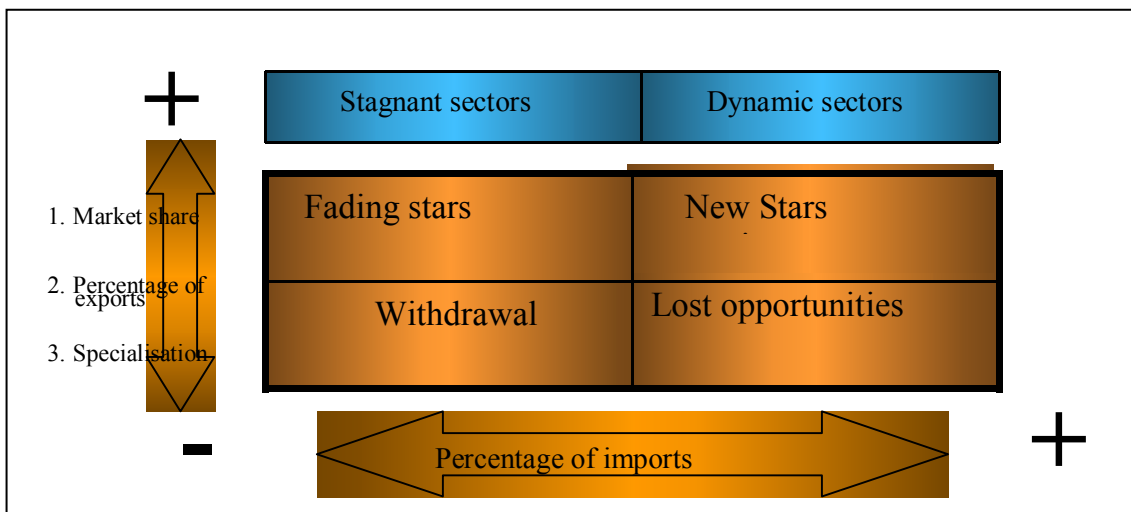 +
Stagnant sectors
Dynamic sectors
Fading stars
New Stars
1. Market share
2. Percentage of
exports
Withdrawal
Lost opportunities
3. Specialisation
-
Percentage of imports
+